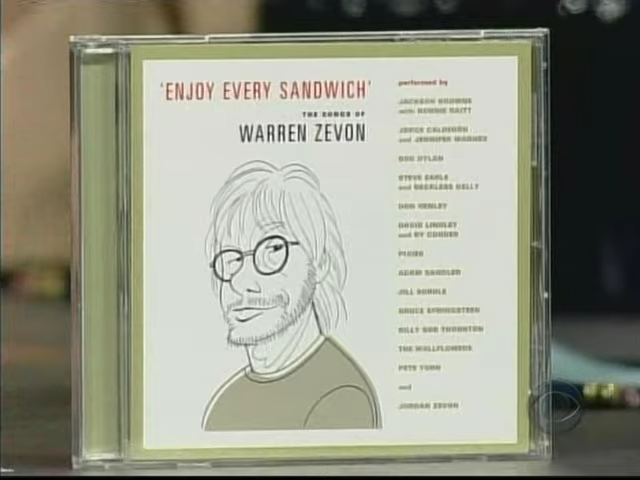 'ENJOY EVERY SANDWICH'
THE SONGS OF
WARREN ZEVON
performed by
JACKSON BROWNE
with BONNIE RAITT
JORGE CALDERÓN
and JENNIFER WARNES
BOB DYLAN
STEVE EARLE
and RECKLESS KELLY
DON HENLEY
DAVID LINDLEY
and RY COODER
PIXIES
ADAM SANDLER
JILL SOBULE
BRUCE SPRINGSTEEN
BILLY BOB THORNTON
THE WALLFLOWERS
PETE YORN
and
JORDAN ZEVON